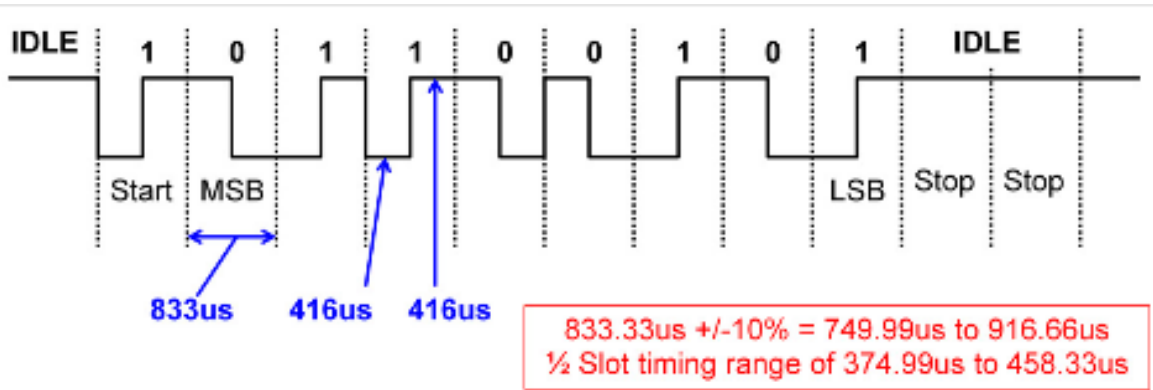 IDLE 1 0 1 1 0 0 1 0 1 IDLE
Start MSB LSB Stop Stop
833us 416us 416us
833.33us +/-10% = 749.99us to 916.66us
½ Slot timing range of 374.99us to 458.33us